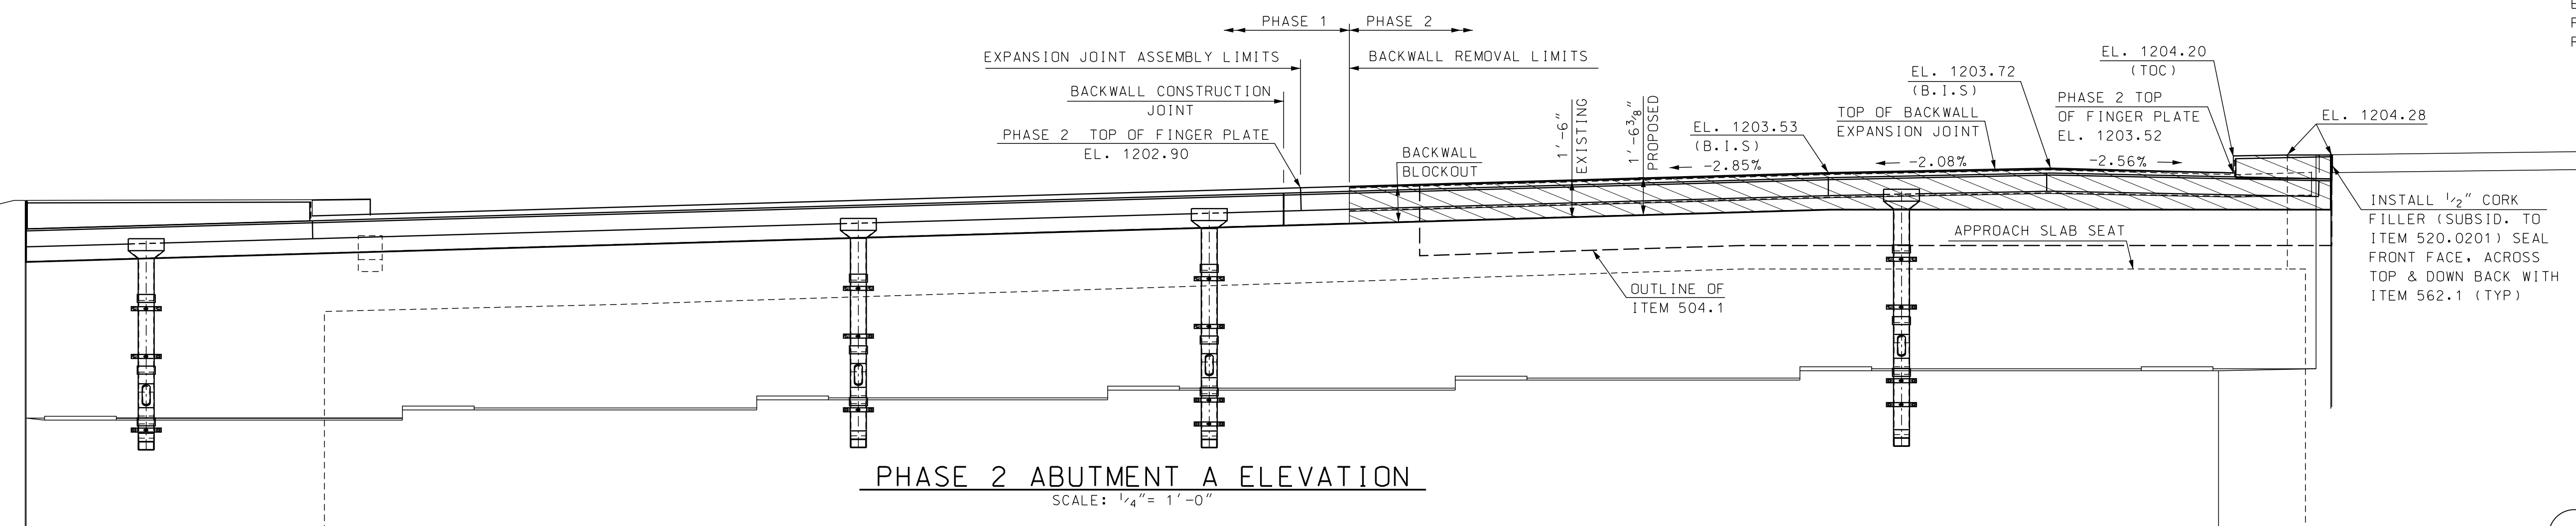 PHASE 1
PHASE 2
EXPANSION JOINT ASSEMBLY LIMITS
BACKWALL REMOVAL LIMITS
BACKWALL CONSTRUCTION
JOINT
PHASE 2 TOP OF FINGER PLATE
EL. 1202.90
BACKWALL
BLOCKOUT
1'-6"
EXISTING
1'-6 3/8"
PROPOSED
EL. 1203.53
(B.I.S)
-2.85%
TOP OF BACKWALL
EXPANSION JOINT
-2.08%
EL. 1203.72
(B.I.S)
PHASE 2 TOP
OF FINGER PLATE
EL. 1203.52
-2.56%
EL. 1204.20
(TOC)
EL. 1204.28
INSTALL 1/2" CORK
FILLER (SUBSID. TO
ITEM 520.0201) SEAL
FRONT FACE, ACROSS
TOP & DOWN BACK WITH
ITEM 562.1 (TYP)
APPROACH SLAB SEAT
OUTLINE OF
ITEM 504.1
PHASE 2 ABUTMENT A ELEVATION
SCALE: 1/4"= 1'-0"